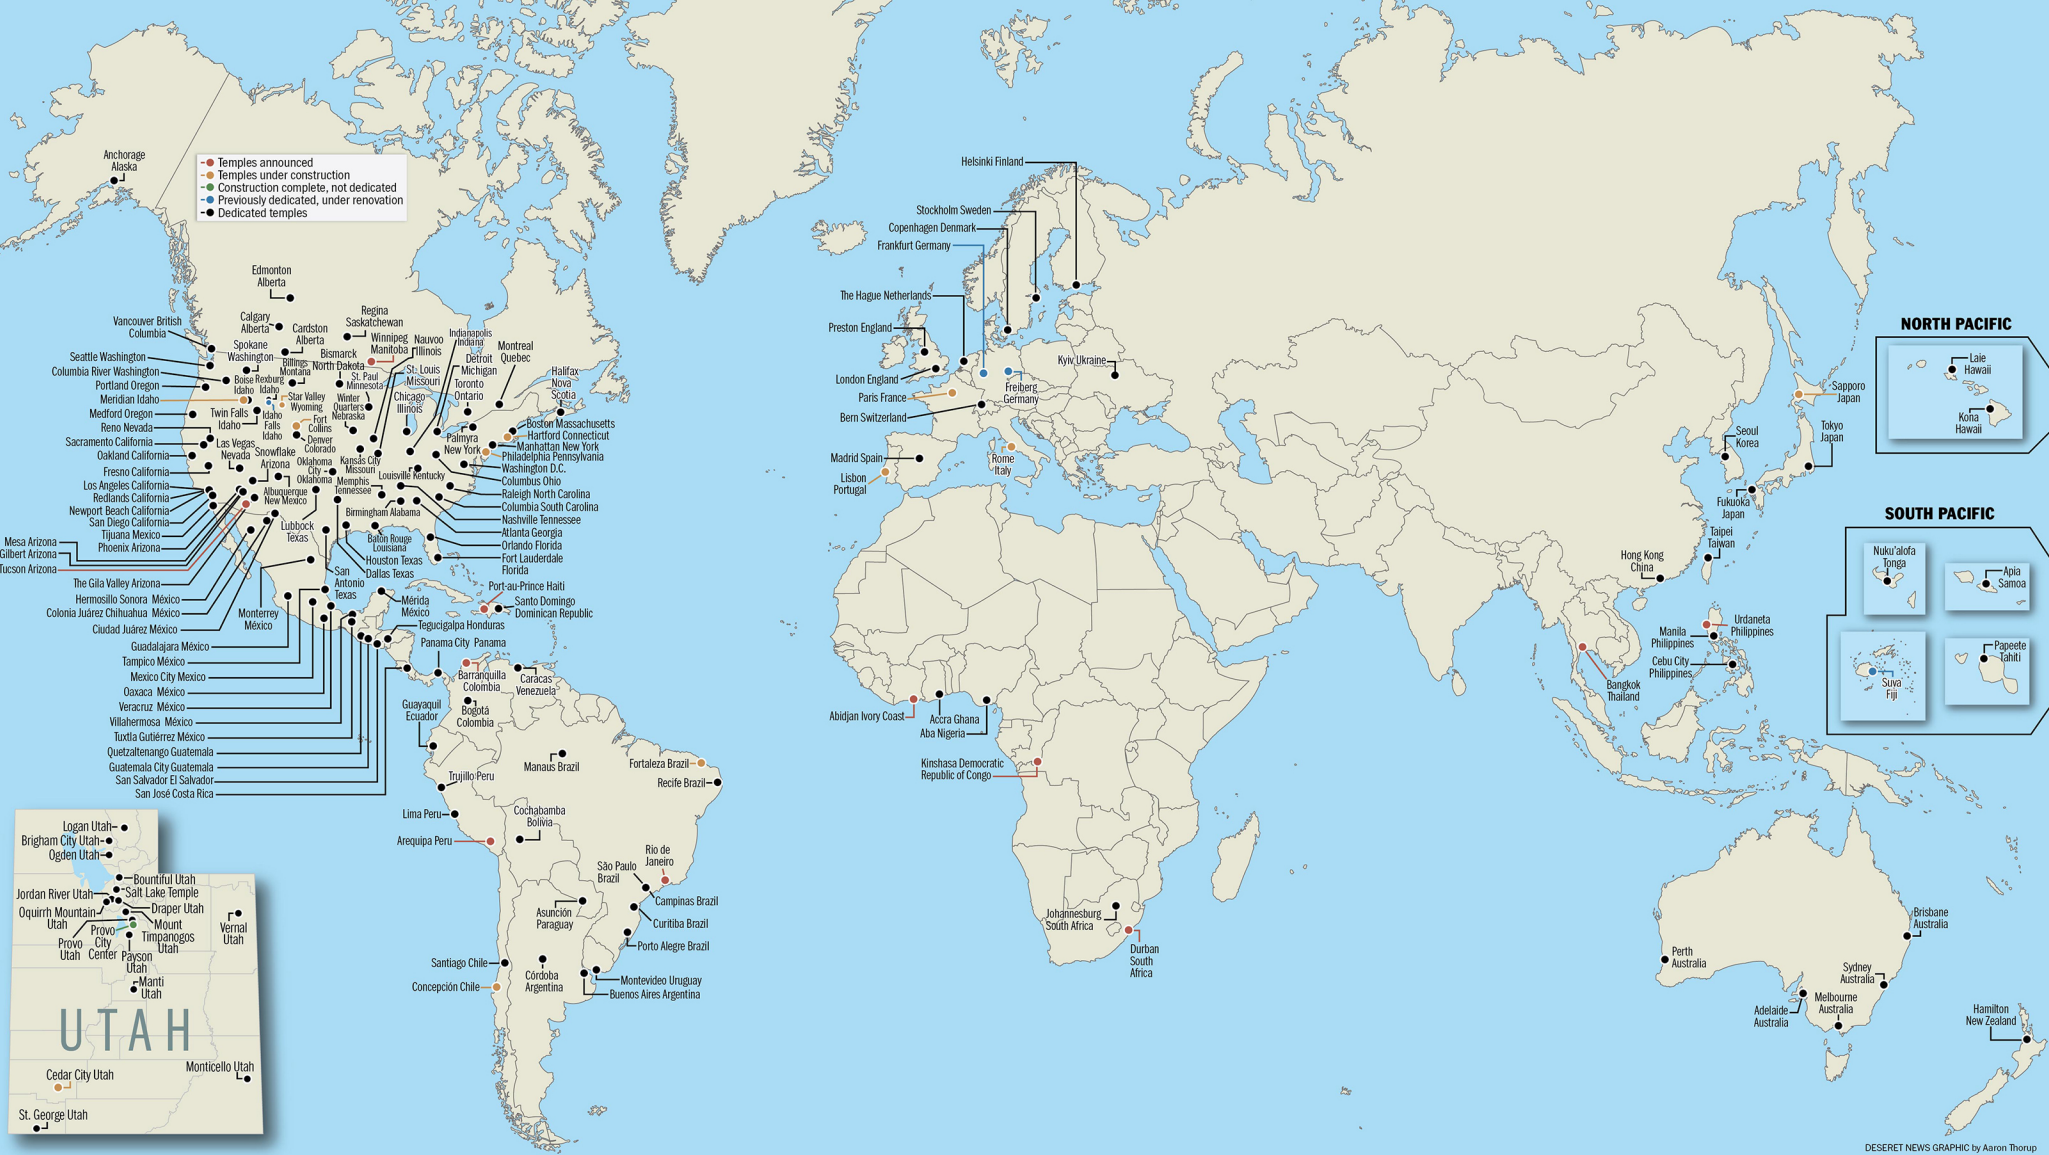 Anchorage
Alaska
Temples announced
Temples under construction
Construction complete, not dedicated
Previously dedicated, under renovation
Dedicated temples
Edmonton
Alberta
Vancouver British
Columbia
Calgary
Alberta
Cardston
Alberta
Regina
Saskatchewan
Winnipeg
Manitoba
Nauvoo
Illinois
Indianapolis
Indiana
Montreal
Quebec
Spokane
Washington
Billings
Montana
Bismarck
North Dakota
St. Paul
Minnesota
St. Louis
Missouri
Detroit
Michigan
Toronto
Ontario
Halifax
Nova
Scotia
Seattle Washington
Columbia River Washington
Portland Oregon
Meridian Idaho
Medford Oregon
Reno Nevada
Sacramento California
Oakland California
Fresno California
Los Angeles California
Redlands California
Newport Beach California
San Diego California
Tijuana Mexico
Phoenix Arizona
Mesa Arizona
Gilbert Arizona
Tucson Arizona
The Gila Valley Arizona
Hermosillo Sonora México
Colonia Juárez Chihuahua México
Ciudad Juárez México
Guadalajara México
Tampico México
Mexico City Mexico
Oaxaca México
Veracruz México
Villahermosa México
Tuxtla Gutiérrez México
Quetzaltenango Guatemala
Guatemala City Guatemala
San Salvador El Salvador
San José Costa Rica
Boise
Idaho
Rexburg
Idaho
Star Valley
Wyoming
Winter
Quarters
Nebraska
Chicago
Illinois
Twin Falls
Idaho
Idaho
Falls
Idaho
Fort
Collins
Denver
Colorado
Las Vegas
Nevada
Snowflake
Arizona
Albuquerque
New Mexico
Oklahoma
City
Oklahoma
Kansas City
Missouri
Memphis
Tennessee
Louisville Kentucky
Palmyra
New York
Birmingham Alabama
Baton Rouge
Louisiana
Lubbock
Texas
Houston Texas
Dallas Texas
San
Antonio
Texas
Monterrey
México
Boston Massachusetts
Hartford Connecticut
Manhattan New York
Philadelphia Pennsylvania
Washington D.C.
Columbus Ohio
Raleigh North Carolina
Columbia South Carolina
Nashville Tennessee
Atlanta Georgia
Orlando Florida
Fort Lauderdale
Florida
Port-au-Prince Haiti
Santo Domingo
Dominican Republic
Mérida
México
Tegucigalpa Honduras
Panama City Panama
Barranquilla
Colombia
Caracas
Venezuela
Guayaquil
Ecuador
Bogotá
Colombia
Manaus Brazil
Fortaleza Brazil
Recife Brazil
Trujillo Peru
Lima Peru
Cochabamba
Bolivia
Arequipa Peru
Rio de
Janeiro
São Paulo
Brazil
Campinas Brazil
Asunción
Paraguay
Curitiba Brazil
Porto Alegre Brazil
Santiago Chile
Córdoba
Argentina
Montevideo Uruguay
Concepción Chile
Buenos Aires Argentina
Helsinki Finland
Stockholm Sweden
Copenhagen Denmark
Frankfurt Germany
The Hague Netherlands
Preston England
London England
Paris France
Bern Switzerland
Kyiv Ukraine
Freiberg
Germany
Madrid Spain
Rome
Italy
Lisbon
Portugal
Abidjan Ivory Coast
Accra Ghana
Aba Nigeria
Kinshasa Democratic
Republic of Congo
Johannesburg
South Africa
Durban
South
Africa
Sapporo
Japan
Seoul
Korea
Tokyo
Japan
Fukuoka
Japan
Taipei
Taiwan
Hong Kong
China
Urdaneta
Philippines
Manila
Philippines
Cebu City
Philippines
Bangkok
Thailand
NORTH PACIFIC
Laie
Hawaii
Kona
Hawaii
SOUTH PACIFIC
Nuku'alofa
Tonga
Apia
Samoa
Suva
Fiji
Papeete
Tahiti
Brisbane
Australia
Perth
Australia
Sydney
Australia
Melbourne
Australia
Adelaide
Australia
Hamilton
New Zealand
Logan Utah
Brigham City Utah
Ogden Utah
Bountiful Utah
Jordan River Utah
Salt Lake Temple
Oquirrh Mountain
Utah
Draper Utah
Mount
Timpanogos
Utah
Provo
Utah
Provo
City
Center
Payson
Utah
Vernal
Utah
Manti
Utah
UTAH
Cedar City Utah
Monticello Utah
St. George Utah
DESERET NEWS GRAPHIC by Aaron Thorup